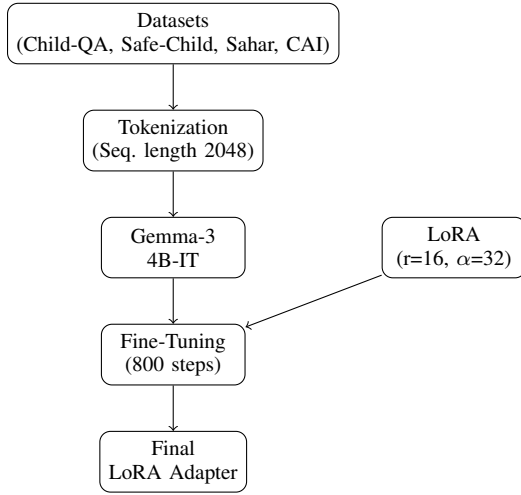 Datasets
(Child-QA, Safe-Child, Sahar, CAI)
Tokenization
(Seq. length 2048)
Gemma-3
4B-IT
LoRA
(r=16, α=32)
Fine-Tuning
(800 steps)
Final
LoRA Adapter